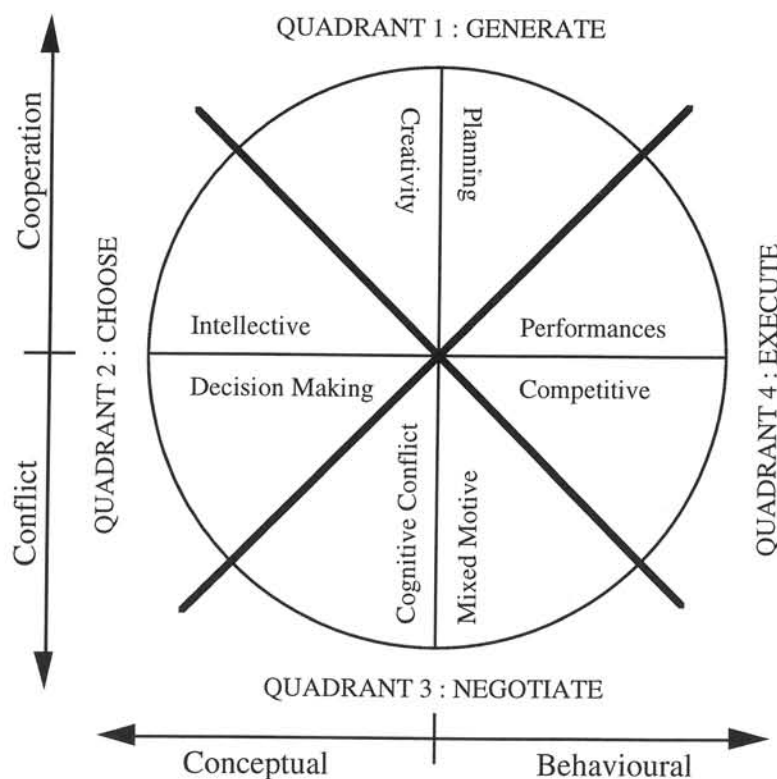 QUADRANT 1 : GENERATE
Cooperation
Conflict
QUADRANT 2 : CHOOSE
Creativity
Planning
Intellective
Performances
Decision Making
Competitive
Cognitive Conflict
Mixed Motive
QUADRANT 4 : EXECUTE
QUADRANT 3 : NEGOTIATE
Conceptual
Behavioural